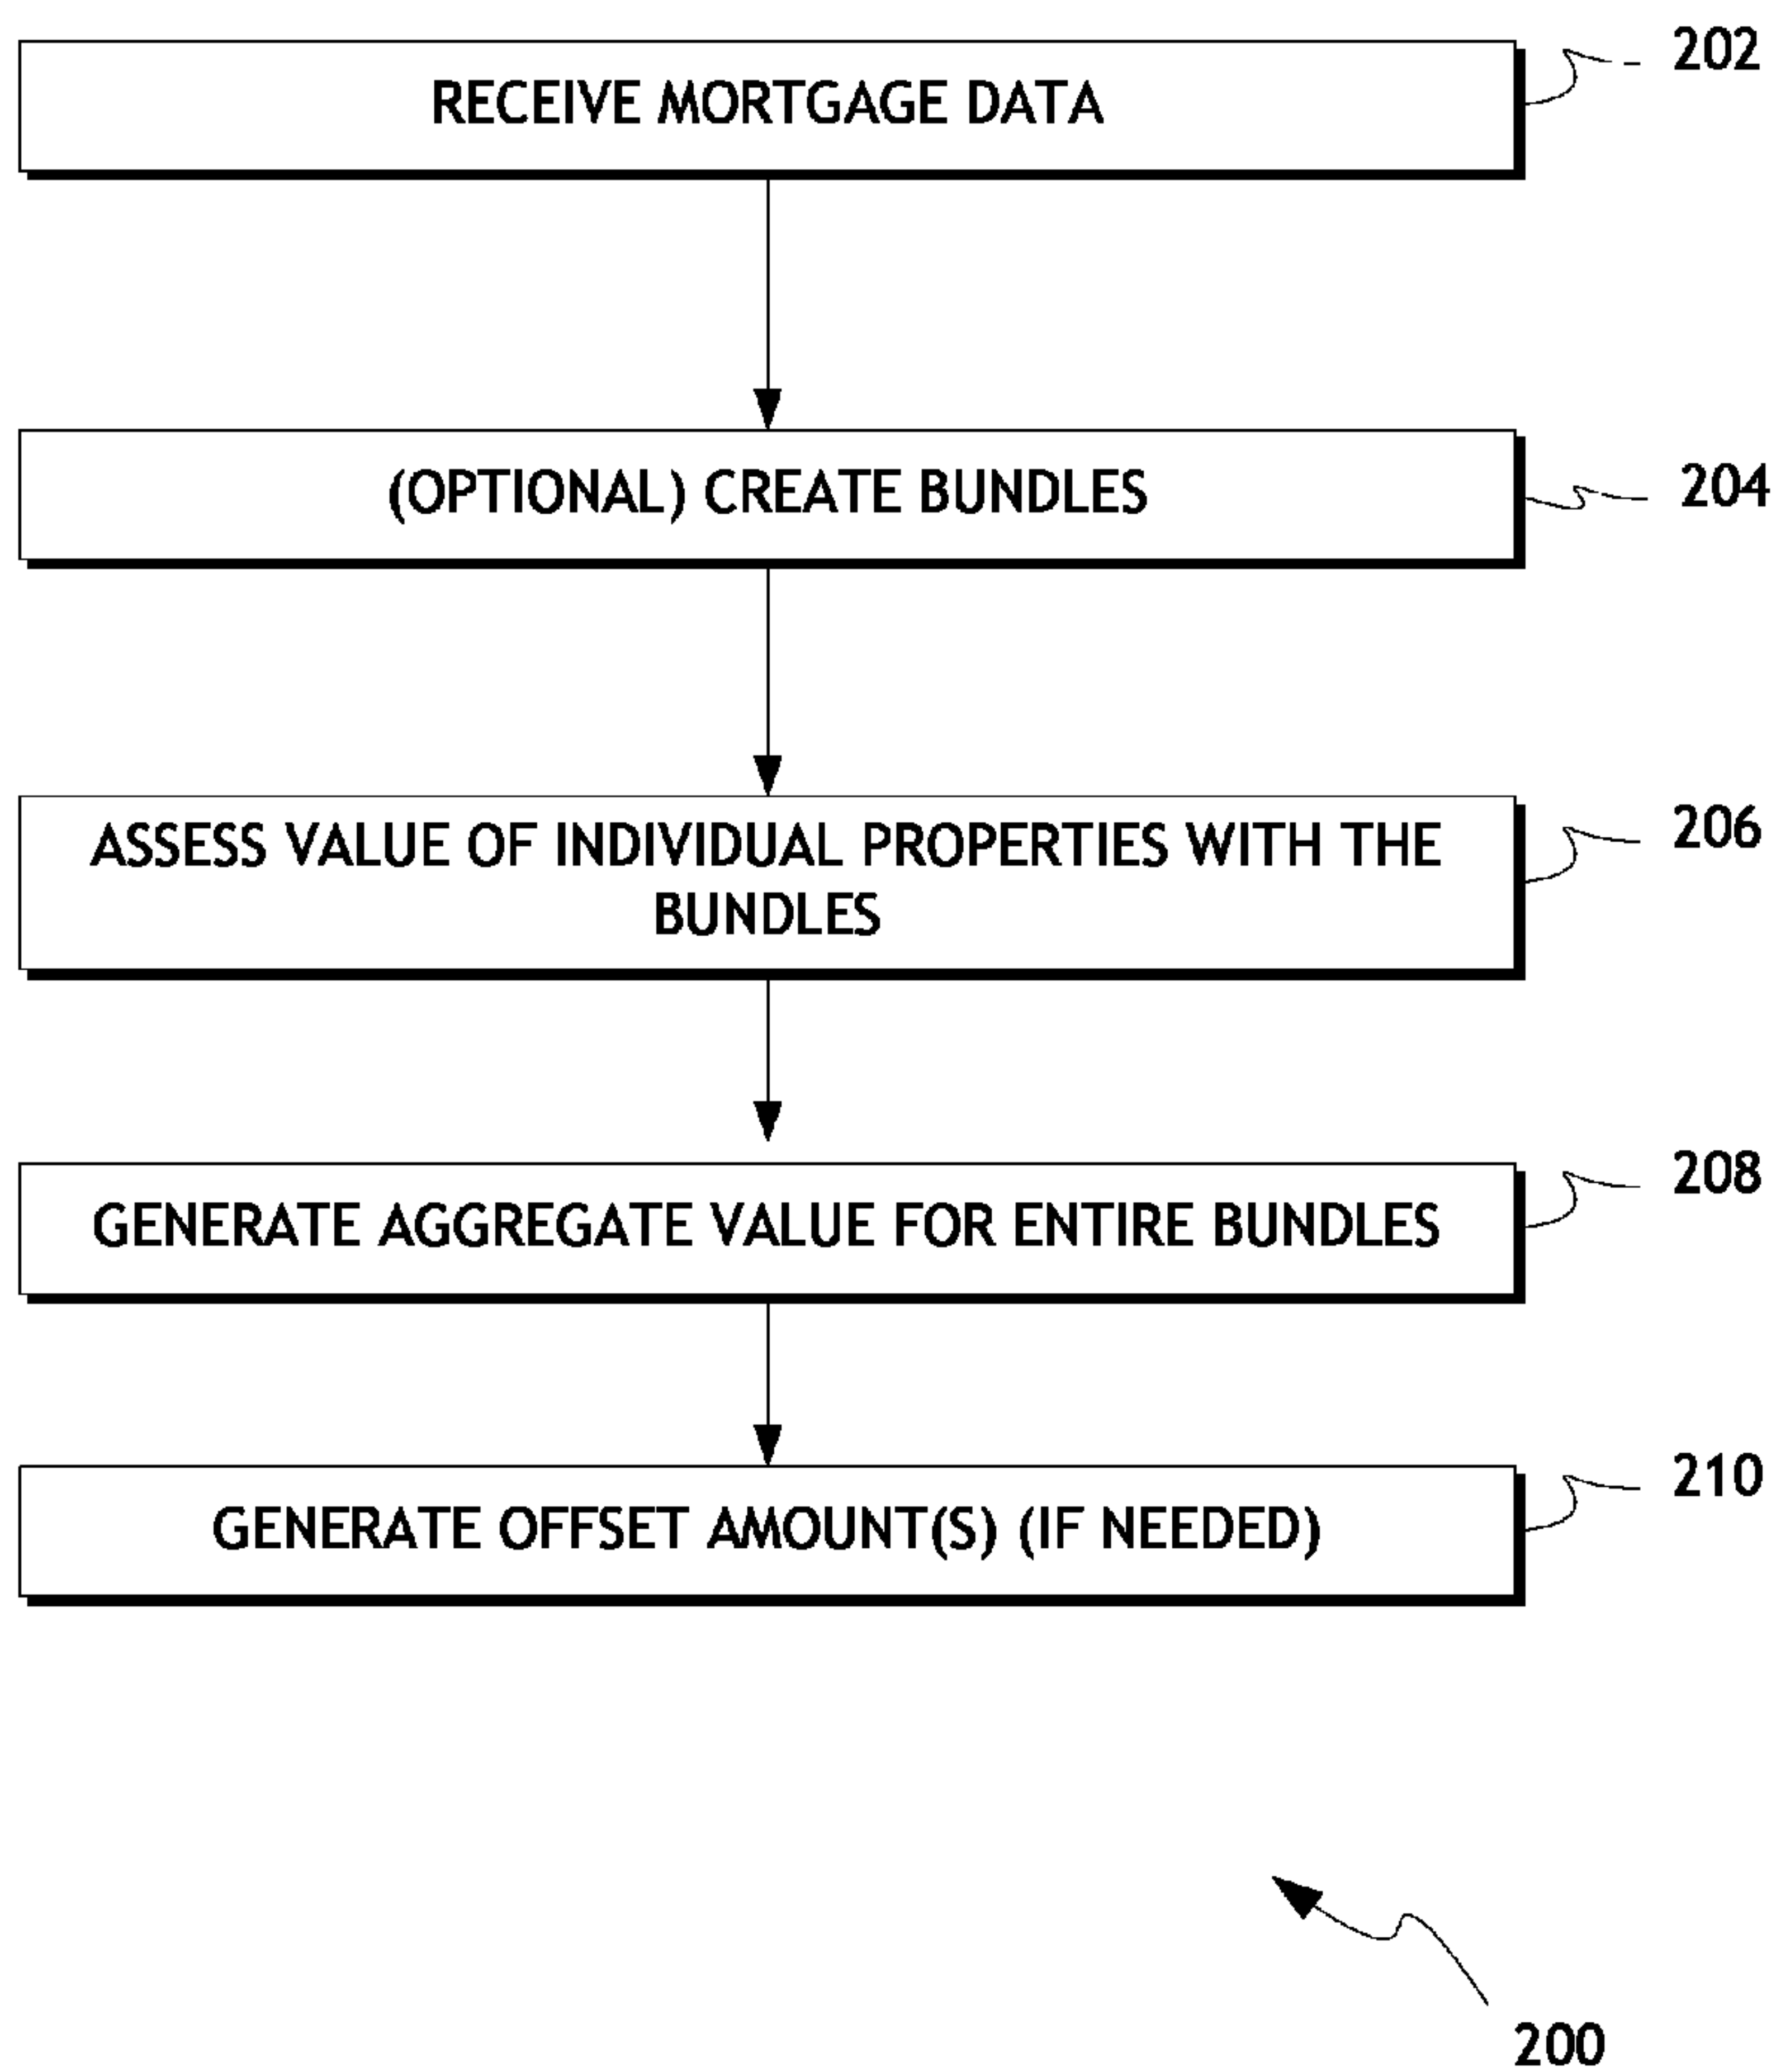 202
RECEIVE MORTGAGE DATA
204
(OPTIONAL) CREATE BUNDLES
206
ASSESS VALUE OF INDIVIDUAL PROPERTIES WITH THE
BUNDLES
208
GENERATE AGGREGATE VALUE FOR ENTIRE BUNDLES
210
GENERATE OFFSET AMOUNT(S) (IF NEEDED)
200